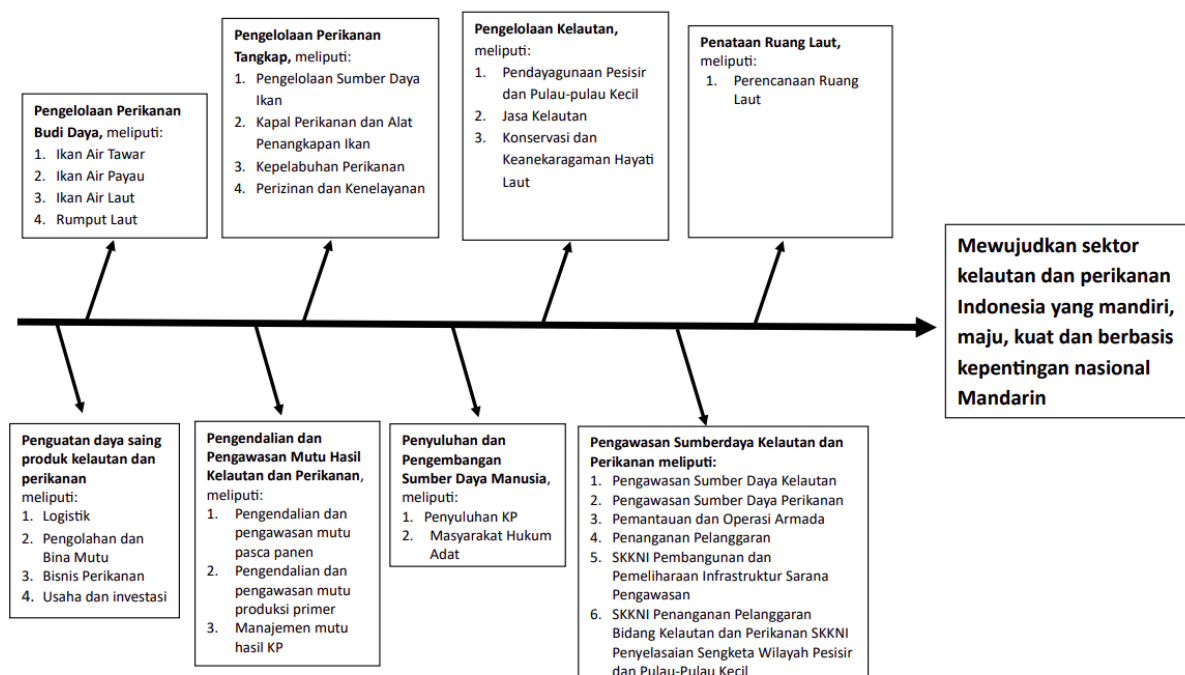 Pengelolaan Perikanan
Budi Daya, meliputi:
1. Ikan Air Tawar
2. Ikan Air Payau
3. Ikan Air Laut
4. Rumput Laut
Pengelolaan Perikanan
Tangkap, meliputi:
1. Pengelolaan Sumber Daya
Ikan
2. Kapal Perikanan dan Alat
Penangkapan Ikan
3. Kepelabuhan Perikanan
4. Perizinan dan Kenelayanan
Pengelolaan Kelautan,
meliputi:
1. Pendayagunaan Pesisir
dan Pulau-pulau Kecil
2. Jasa Kelautan
3. Konservasi dan
Keanekaragaman Hayati
Laut
Penataan Ruang Laut,
meliputi:
1. Perencanaan Ruang
Laut
Mewujudkan sektor
kelautan dan perikanan
Indonesia yang mandiri,
maju, kuat dan berbasis
kepentingan nasional
Mandarin
Penguatan daya saing
produk kelautan dan
perikanan
meliputi:
1. Logistik
2. Pengolahan dan
Bina Mutu
3. Bisnis Perikanan
4. Usaha dan investasi
Pengendalian dan
Pengawasan Mutu Hasil
Kelautan dan Perikanan,
meliputi:
1. Pengendalian dan
pengawasan mutu
pasca panen
2. Pengendalian dan
pengawasan mutu
produksi primer
3. Manajemen mutu
hasil KP
Penyuluhan dan
Pengembangan
Sumber Daya Manusia,
meliputi:
1. Penyuluhan KP
2. Masyarakat Hukum
Adat
Pengawasan Sumberdaya Kelautan dan
Perikanan meliputi:
1. Pengawasan Sumber Daya Kelautan
2. Pengawasan Sumber Daya Perikanan
3. Pemantauan dan Operasi Armada
4. Penanganan Pelanggaran
5. SKKNI Pembangunan dan
Pemeliharaan Infrastruktur Sarana
Pengawasan
6. SKKNI Penanganan Pelanggaran
Bidang Kelautan dan Perikanan SKKNI
Penyelasaian Sengketa Wilayah Pesisir
dan Pulau-Pulau Kecil